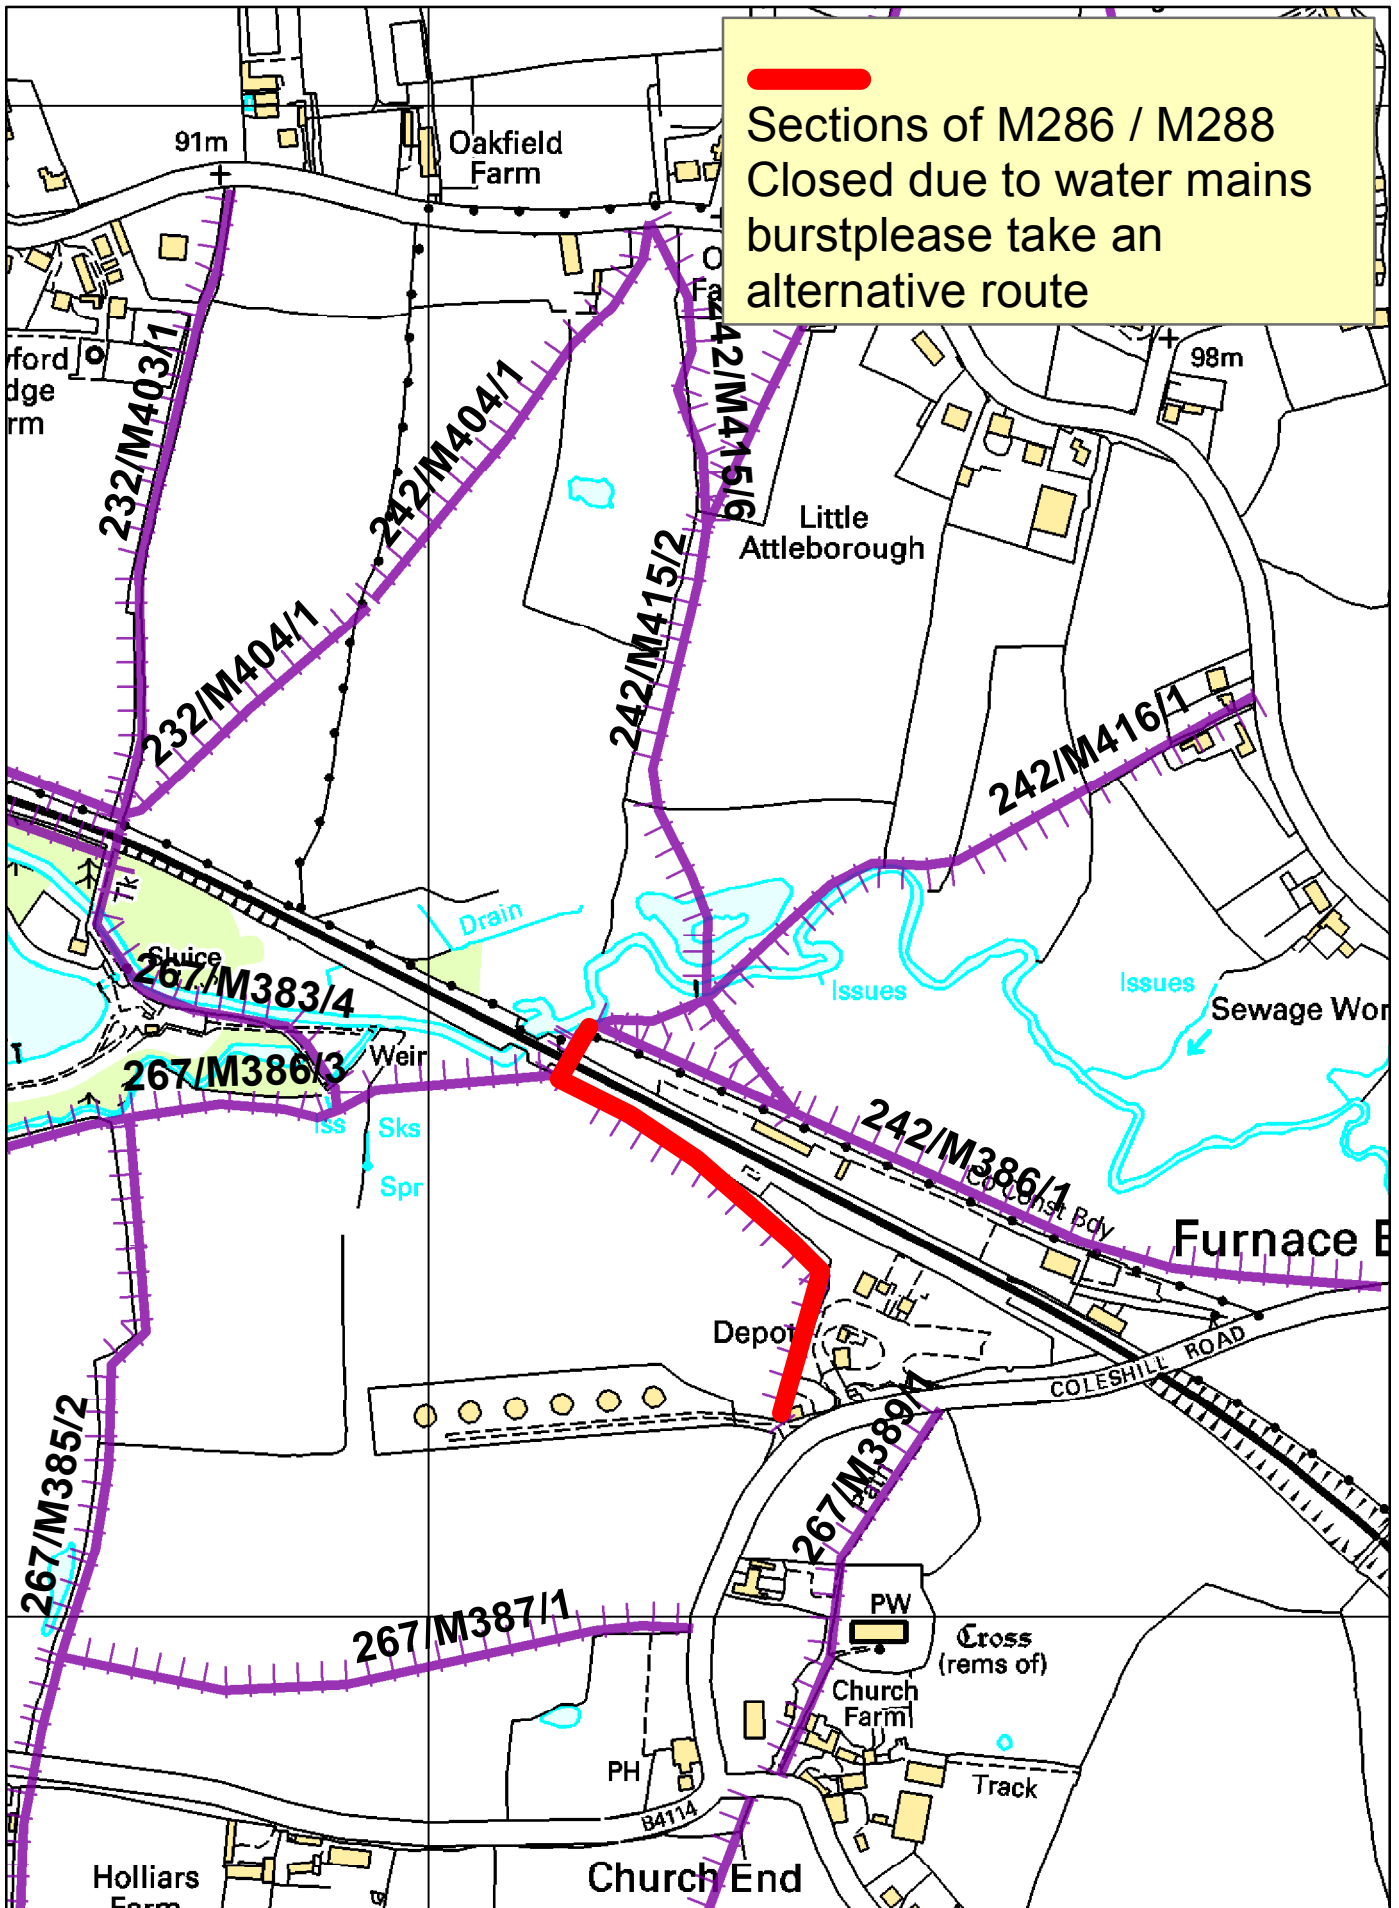 Sections of M286 / M288
Closed due to water mains
burstplease take an
alternative route
91m
Oakfield
Farm
98m
232/M403/1
242/M404/1
242/M415/6
Little
Attleborough
242/M415/2
232/M404/1
242/M416/1
Tk
Drain
Sluice
267/M383/4
Issues
Issues
Sewage Wor
Weir
267/M386/3
Iss
Sks
Spr
242/M386/1
Co Const Bdy
Furnace E
Depot
COLESHILL ROAD
267/M389/1
Path
267/M385/2
267/M387/1
PW
Cross
(rems of)
Church
Farm
PH
Track
B4114
Church End
Holliars
Farm